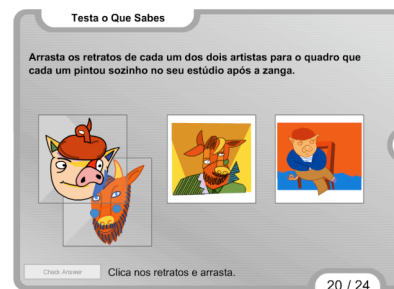 Testa o Que Sabes
Arrasta os retratos de cada um dos dois artistas para o quadro que
cada um pintou sozinho no seu estúdio após a zanga.
Check Answer
Clica nos retratos e arrasta.
20 / 24